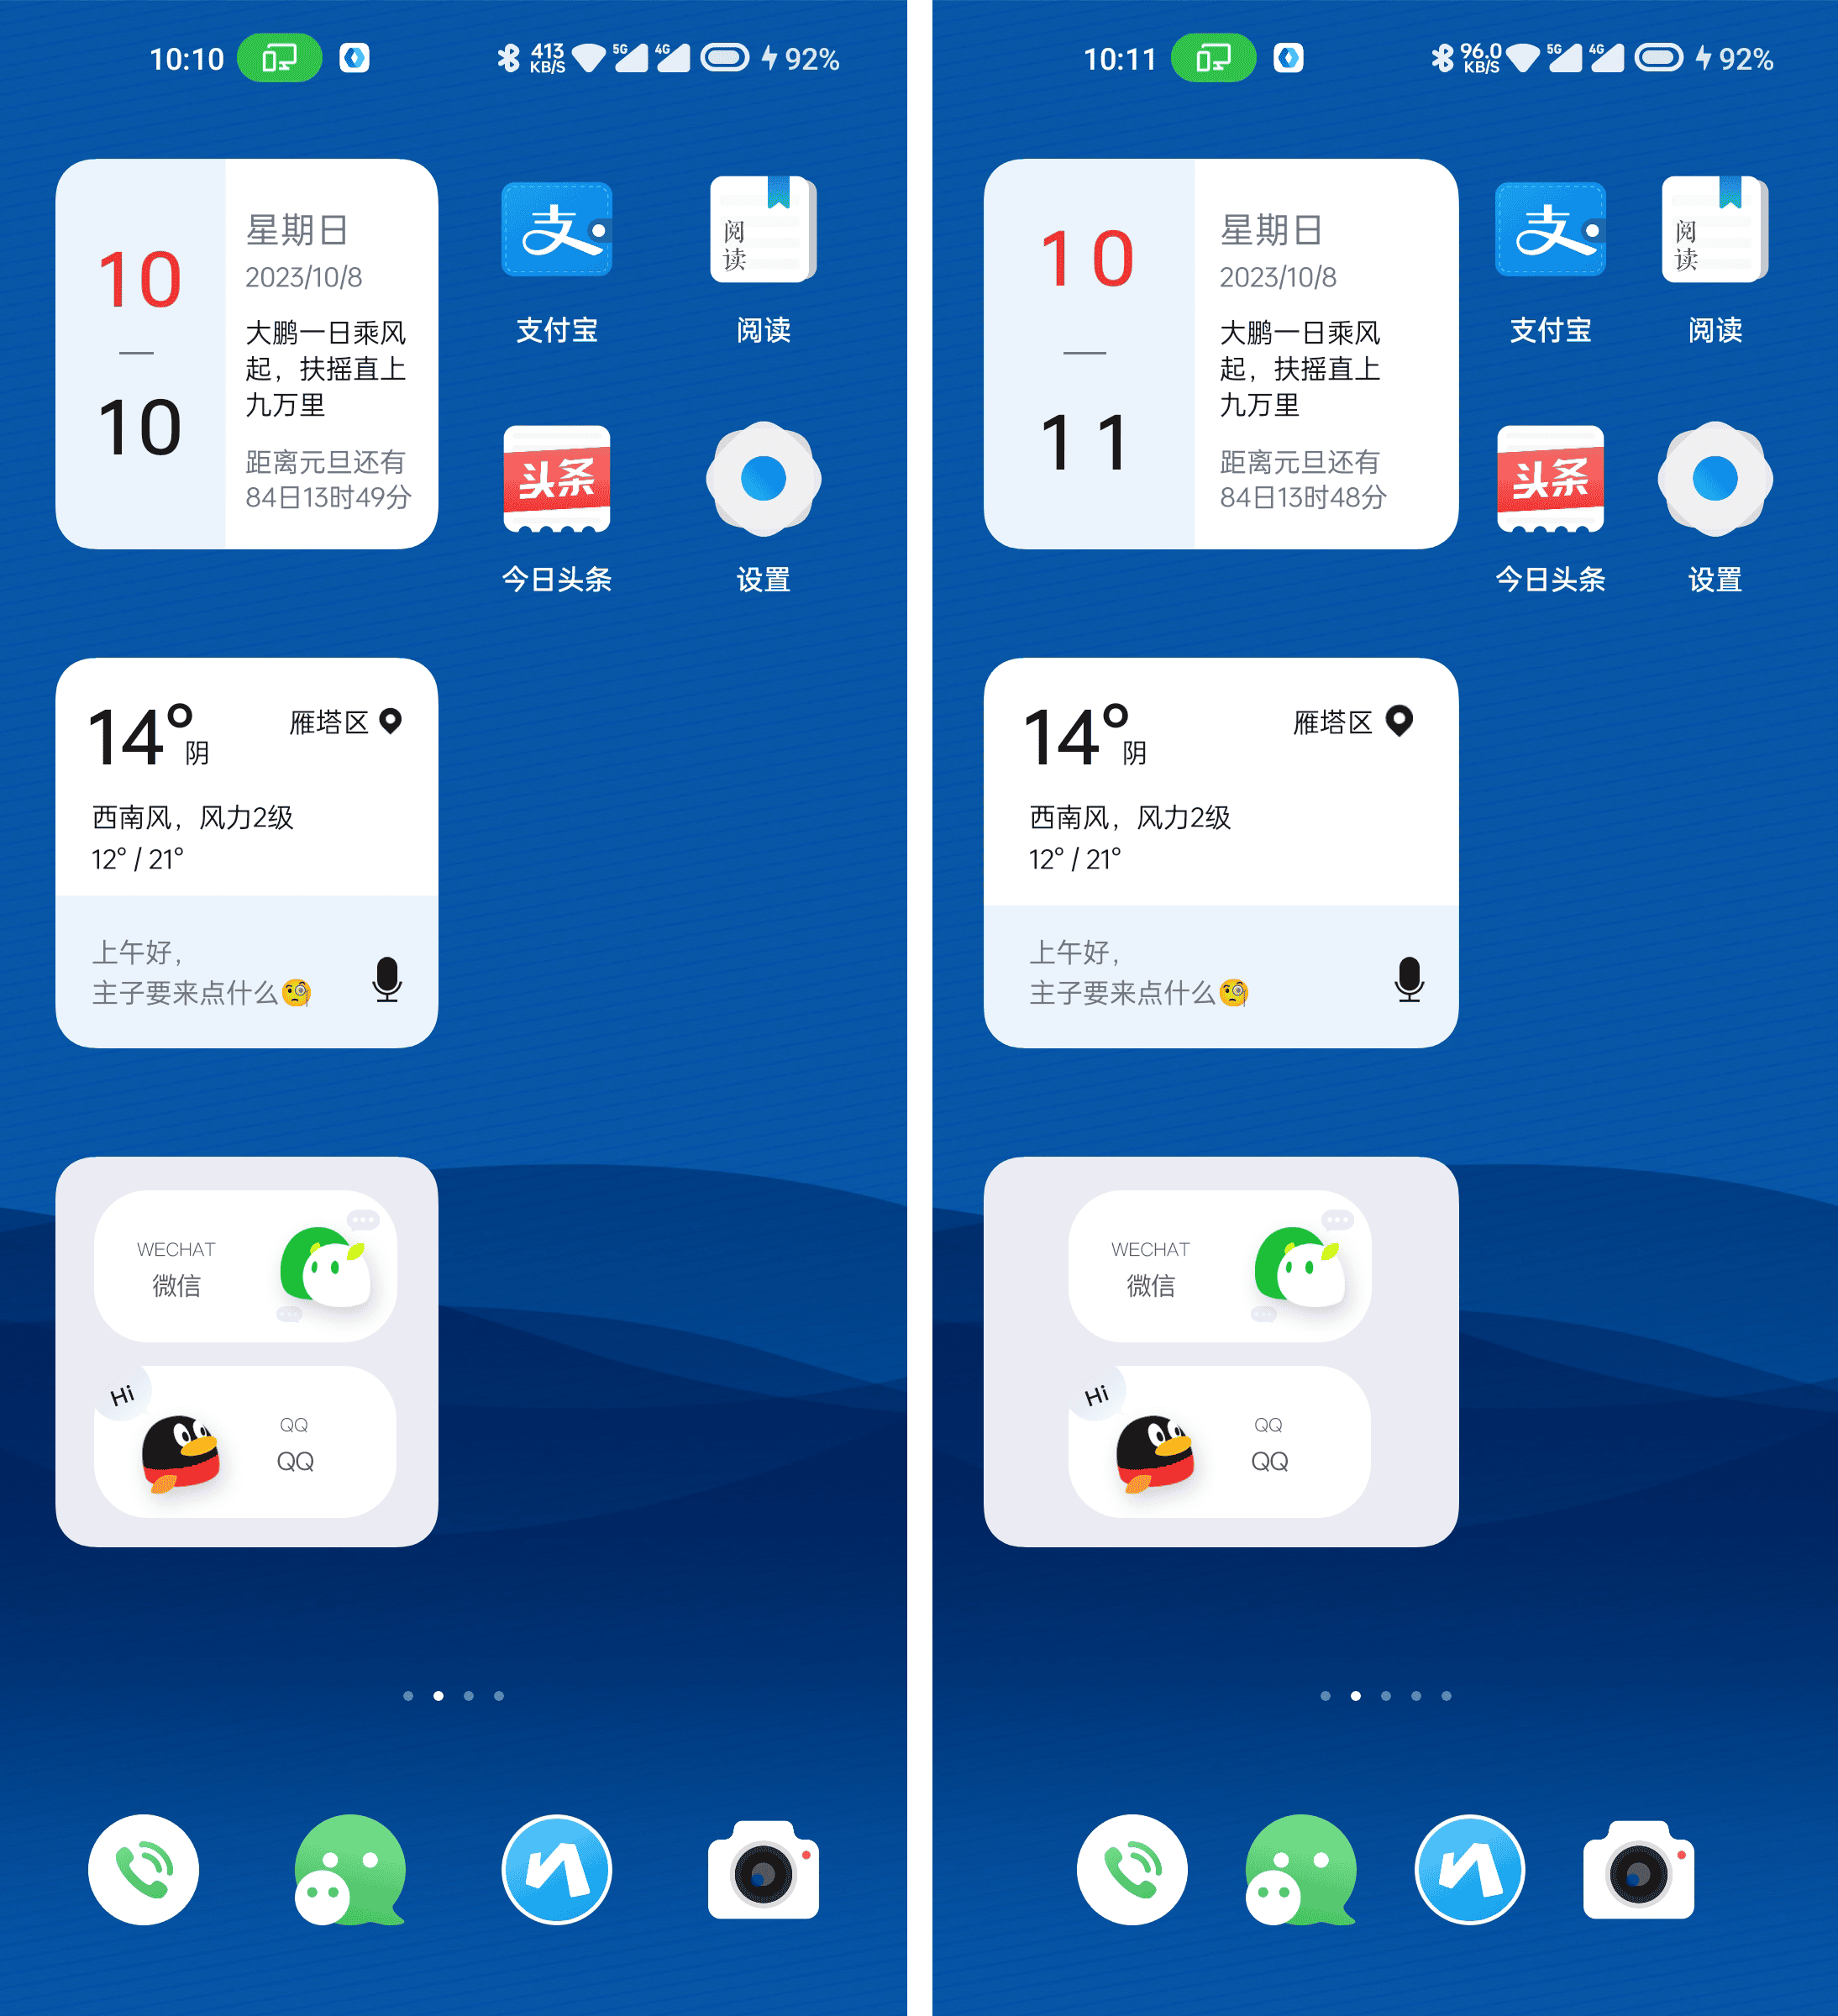 10:10
413 KB/S 5G 4G 92%
10
10
星期日
2023/10/8
大鹏一日乘风
起，扶摇直上
九万里
距离元旦还有
84日13时49分
支
支付宝
阅读
阅读
头条
今日头条
设置
14°阴
雁塔区
西南风，风力2级
12° / 21°
上午好，
主子要来点什么🧐
WECHAT
微信
Hi
QQ
QQ
10:11
96.0 KB/S 5G 4G 92%
10
11
星期日
2023/10/8
大鹏一日乘风
起，扶摇直上
九万里
距离元旦还有
84日13时48分
支
支付宝
阅读
阅读
头条
今日头条
设置
14°阴
雁塔区
西南风，风力2级
12° / 21°
上午好，
主子要来点什么🧐
WECHAT
微信
Hi
QQ
QQ